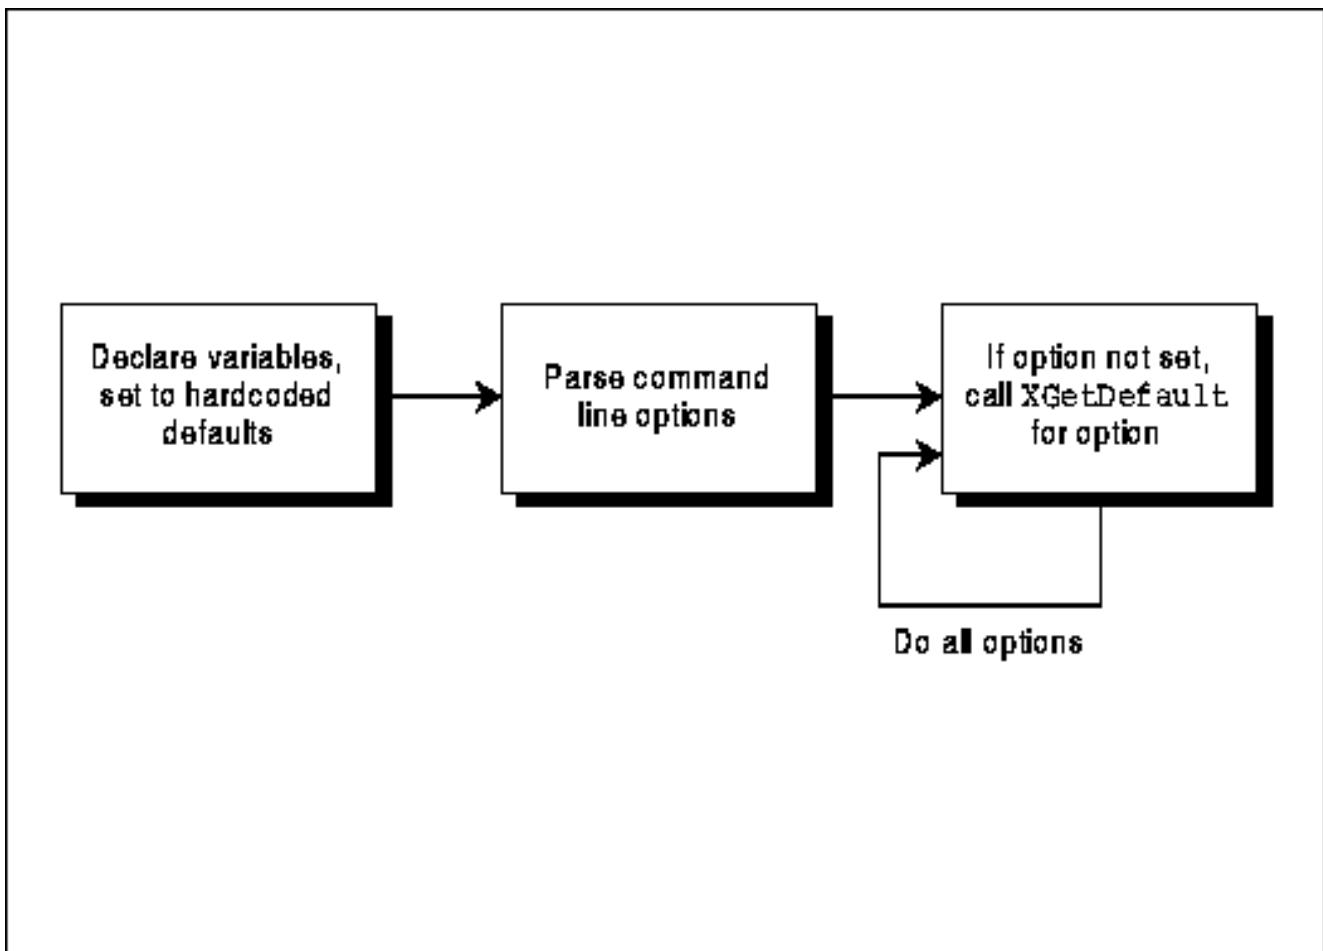 Declare variables,
set to hardcoded
defaults
Parse command
line options
If option not set,
call XGetDefault
for option
Do all options